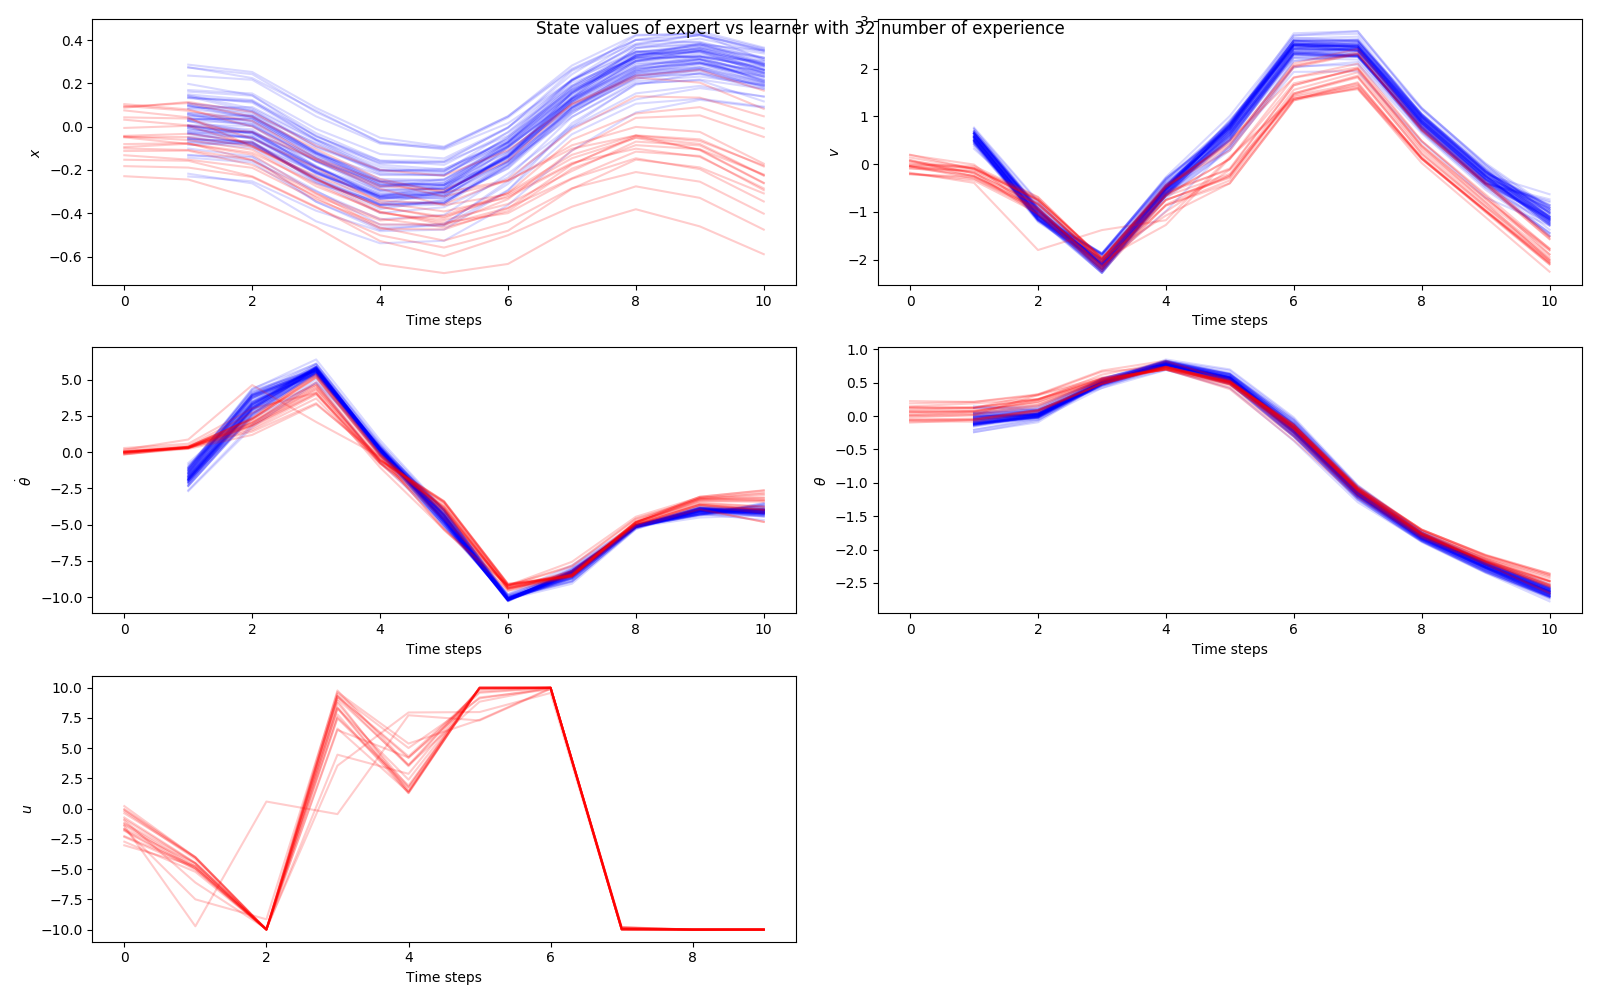 State values of expert vs learner with 32 number of experience
0.4
0.2
0.0
−0.2
−0.4
−0.6
x
0 2 4 6 8 10
Time steps
3
2
1
0
−1
−2
v
0 2 4 6 8 10
Time steps
5.0
2.5
0.0
−2.5
−5.0
−7.5
−10.0
θ̇
0 2 4 6 8 10
Time steps
1.0
0.5
0.0
−0.5
−1.0
−1.5
−2.0
−2.5
θ
0 2 4 6 8 10
Time steps
10.0
7.5
5.0
2.5
0.0
−2.5
−5.0
−7.5
−10.0
u
0 2 4 6 8
Time steps